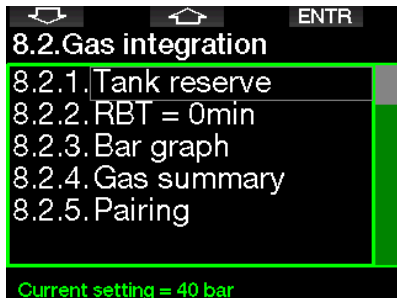 ENTR
8.2.Gas integration
8.2.1.Tank reserve
8.2.2.RBT = 0min
8.2.3.Bar graph
8.2.4.Gas summary
8.2.5.Pairing
Current setting = 40 bar